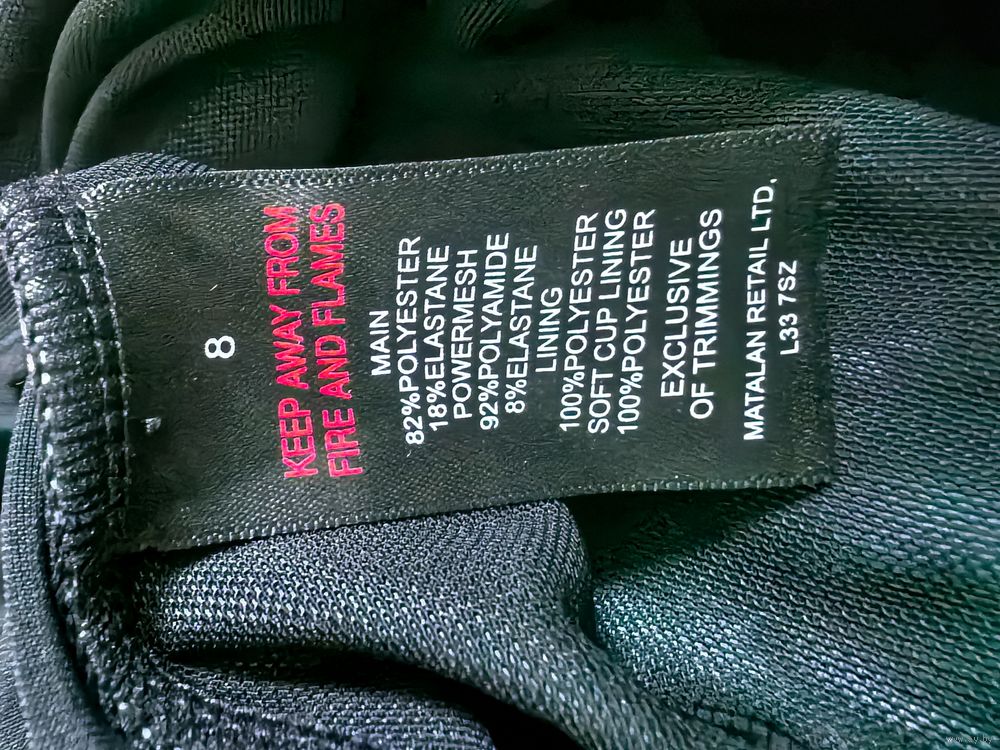 8
KEEP AWAY FROM
FIRE AND FLAMES
MAIN
82%POLYESTER
18%ELASTANE
POWERMESH
92%POLYAMIDE
8%ELASTANE
LINING
100%POLYESTER
SOFT CUP LINING
100%POLYESTER
EXCLUSIVE
OF TRIMMINGS
MATALAN RETAIL LTD.
L33 7SZ